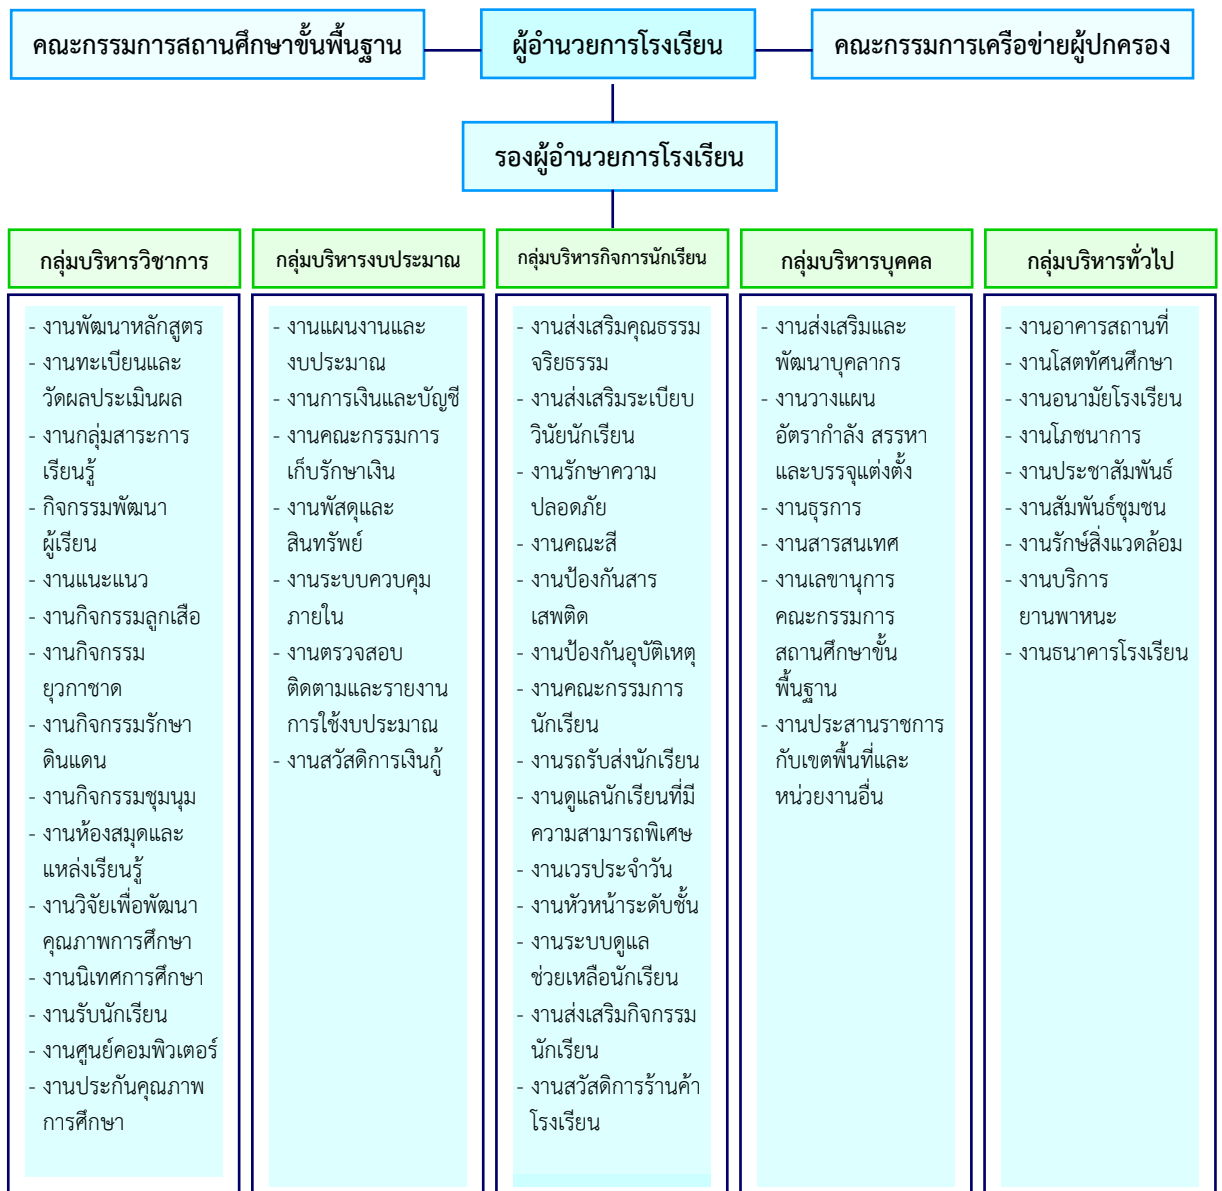 คณะกรรมการสถานศึกษาขั้นพื้นฐาน
ผู้อำนวยการโรงเรียน
คณะกรรมการเครือข่ายผู้ปกครอง
รองผู้อำนวยการโรงเรียน
กลุ่มบริหารวิชาการ
- งานพัฒนาหลักสูตร
- งานทะเบียนและ
วัดผลประเมินผล
- งานกลุ่มสาระการ
เรียนรู้
- กิจกรรมพัฒนา
ผู้เรียน
- งานแนะแนว
- งานกิจกรรมลูกเสือ
- งานกิจกรรม
ยุวกาชาด
- งานกิจกรรมรักษา
ดินแดน
- งานกิจกรรมชุมนุม
- งานห้องสมุดและ
แหล่งเรียนรู้
- งานวิจัยเพื่อพัฒนา
คุณภาพการศึกษา
- งานนิเทศการศึกษา
- งานรับนักเรียน
- งานศูนย์คอมพิวเตอร์
- งานประกันคุณภาพ
การศึกษา
กลุ่มบริหารงบประมาณ
- งานแผนงานและ
งบประมาณ
- งานการเงินและบัญชี
- งานคณะกรรมการ
เก็บรักษาเงิน
- งานพัสดุและ
สินทรัพย์
- งานระบบควบคุม
ภายใน
- งานตรวจสอบ
ติดตามและรายงาน
การใช้งบประมาณ
- งานสวัสดิการเงินกู้
กลุ่มบริหารกิจการนักเรียน
- งานส่งเสริมคุณธรรม
จริยธรรม
- งานส่งเสริมระเบียบ
วินัยนักเรียน
- งานรักษาความ
ปลอดภัย
- งานคณะสี
- งานป้องกันสาร
เสพติด
- งานป้องกันอุบัติเหตุ
- งานคณะกรรมการ
นักเรียน
- งานรถรับส่งนักเรียน
- งานดูแลนักเรียนที่มี
ความสามารถพิเศษ
- งานเวรประจำวัน
- งานหัวหน้าระดับชั้น
- งานระบบดูแล
ช่วยเหลือนักเรียน
- งานส่งเสริมกิจกรรม
นักเรียน
- งานสวัสดิการร้านค้า
โรงเรียน
กลุ่มบริหารบุคคล
- งานส่งเสริมและ
พัฒนาบุคลากร
- งานวางแผน
อัตรากำลัง สรรหา
และบรรจุแต่งตั้ง
- งานธุรการ
- งานสารสนเทศ
- งานเลขานุการ
คณะกรรมการ
สถานศึกษาขั้น
พื้นฐาน
- งานประสานราชการ
กับเขตพื้นที่และ
หน่วยงานอื่น
กลุ่มบริหารทั่วไป
- งานอาคารสถานที่
- งานโสตทัศนศึกษา
- งานอนามัยโรงเรียน
- งานโภชนาการ
- งานประชาสัมพันธ์
- งานสัมพันธ์ชุมชน
- งานรักษ์สิ่งแวดล้อม
- งานบริการ
ยานพาหนะ
- งานธนาคารโรงเรียน